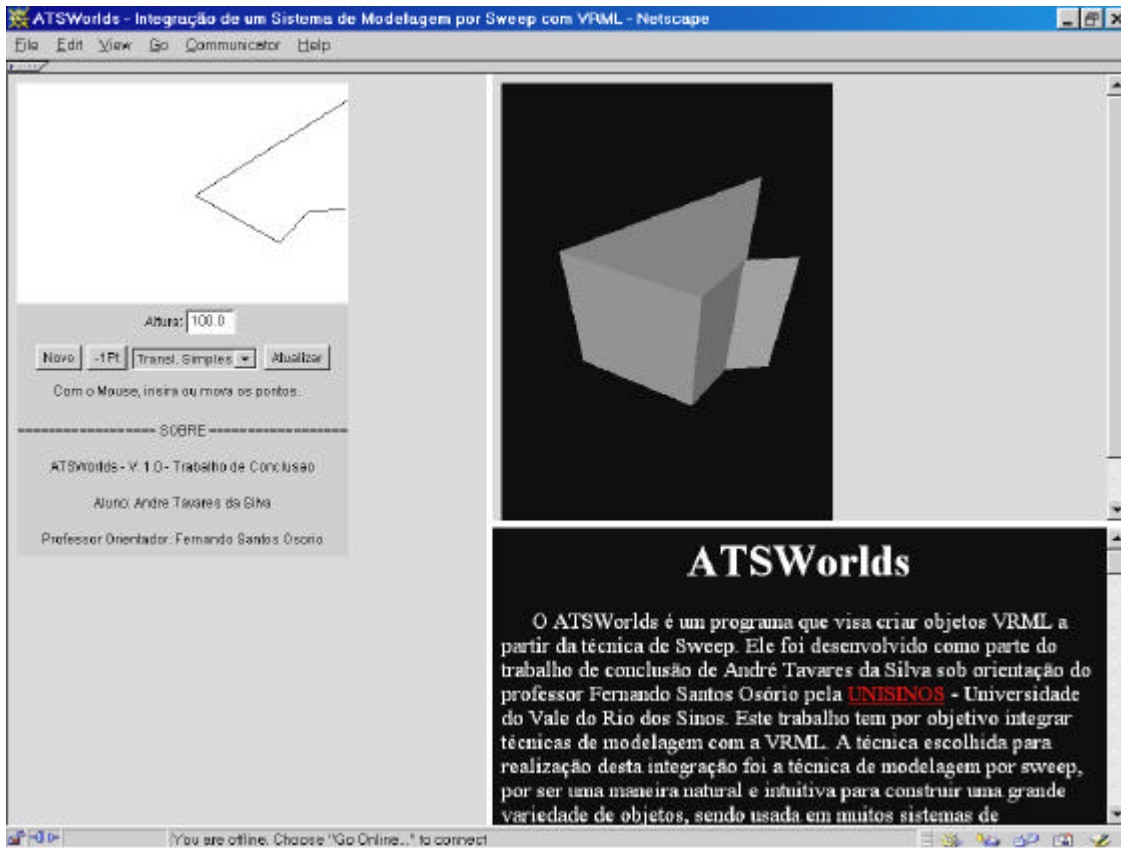 ATSWorlds - Integração de um Sistema de Modelagem por Sweep com VRML - Netscape
File Edit View Go Communicator Help
Altura: 100.0
Novo -1Pt Transl. Simples Atualizar
Com o Mouse, insira ou mova os pontos.
================== SOBRE ==================
ATSWorlds - V. 1.0 - Trabalho de Conclusao
Aluno: Andre Tavares da Silva
Professor Orientador: Fernando Santos Osorio
ATSWorlds
O ATSWorlds é um programa que visa criar objetos VRML a
partir da técnica de Sweep. Ele foi desenvolvido como parte do
trabalho de conclusão de André Tavares da Silva sob orientação do
professor Fernando Santos Osório pela UNISINOS - Universidade
do Vale do Rio dos Sinos. Este trabalho tem por objetivo integrar
técnicas de modelagem com a VRML. A técnica escolhida para
realização desta integração foi a técnica de modelagem por sweep,
por ser uma maneira natural e intuitiva para construir uma grande
variedade de objetos, sendo usada em muitos sistemas de
You are offline. Choose "Go Online..." to connect